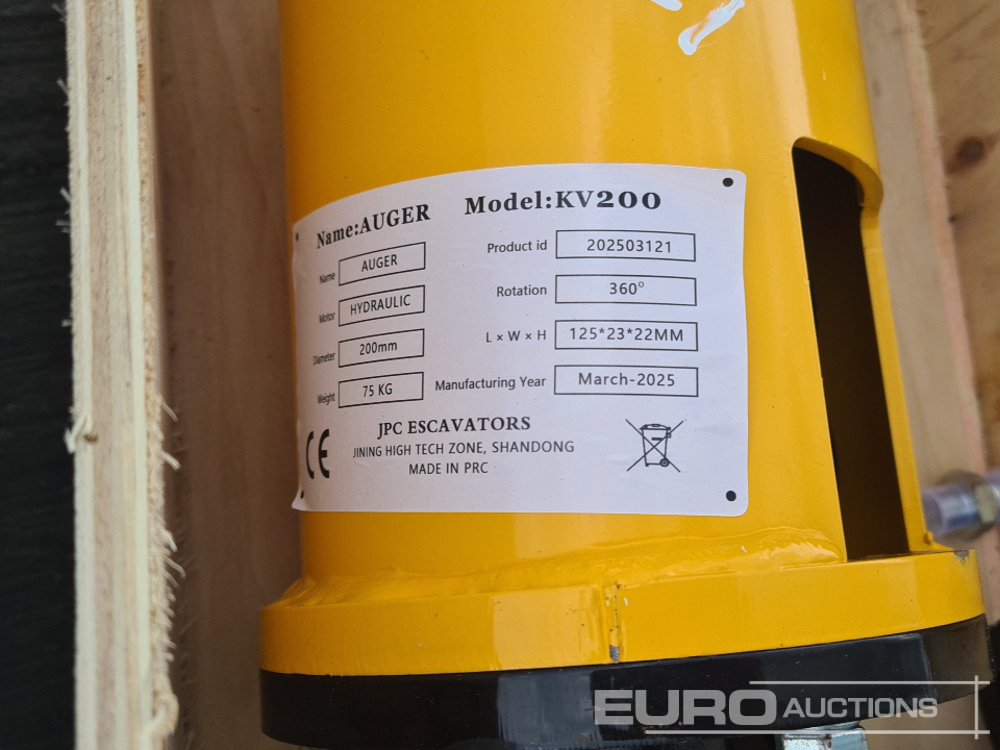 Name:AUGER Model:KV200
Name AUGER Product id 202503121
Motor HYDRAULIC Rotation 360°
Diameter 200mm L × W × H 125*23*22MM
Weight 75 KG Manufacturing Year March-2025
JPC ESCAVATORS
CE JINING HIGH TECH ZONE, SHANDONG
MADE IN PRC
EURO AUCTIONS